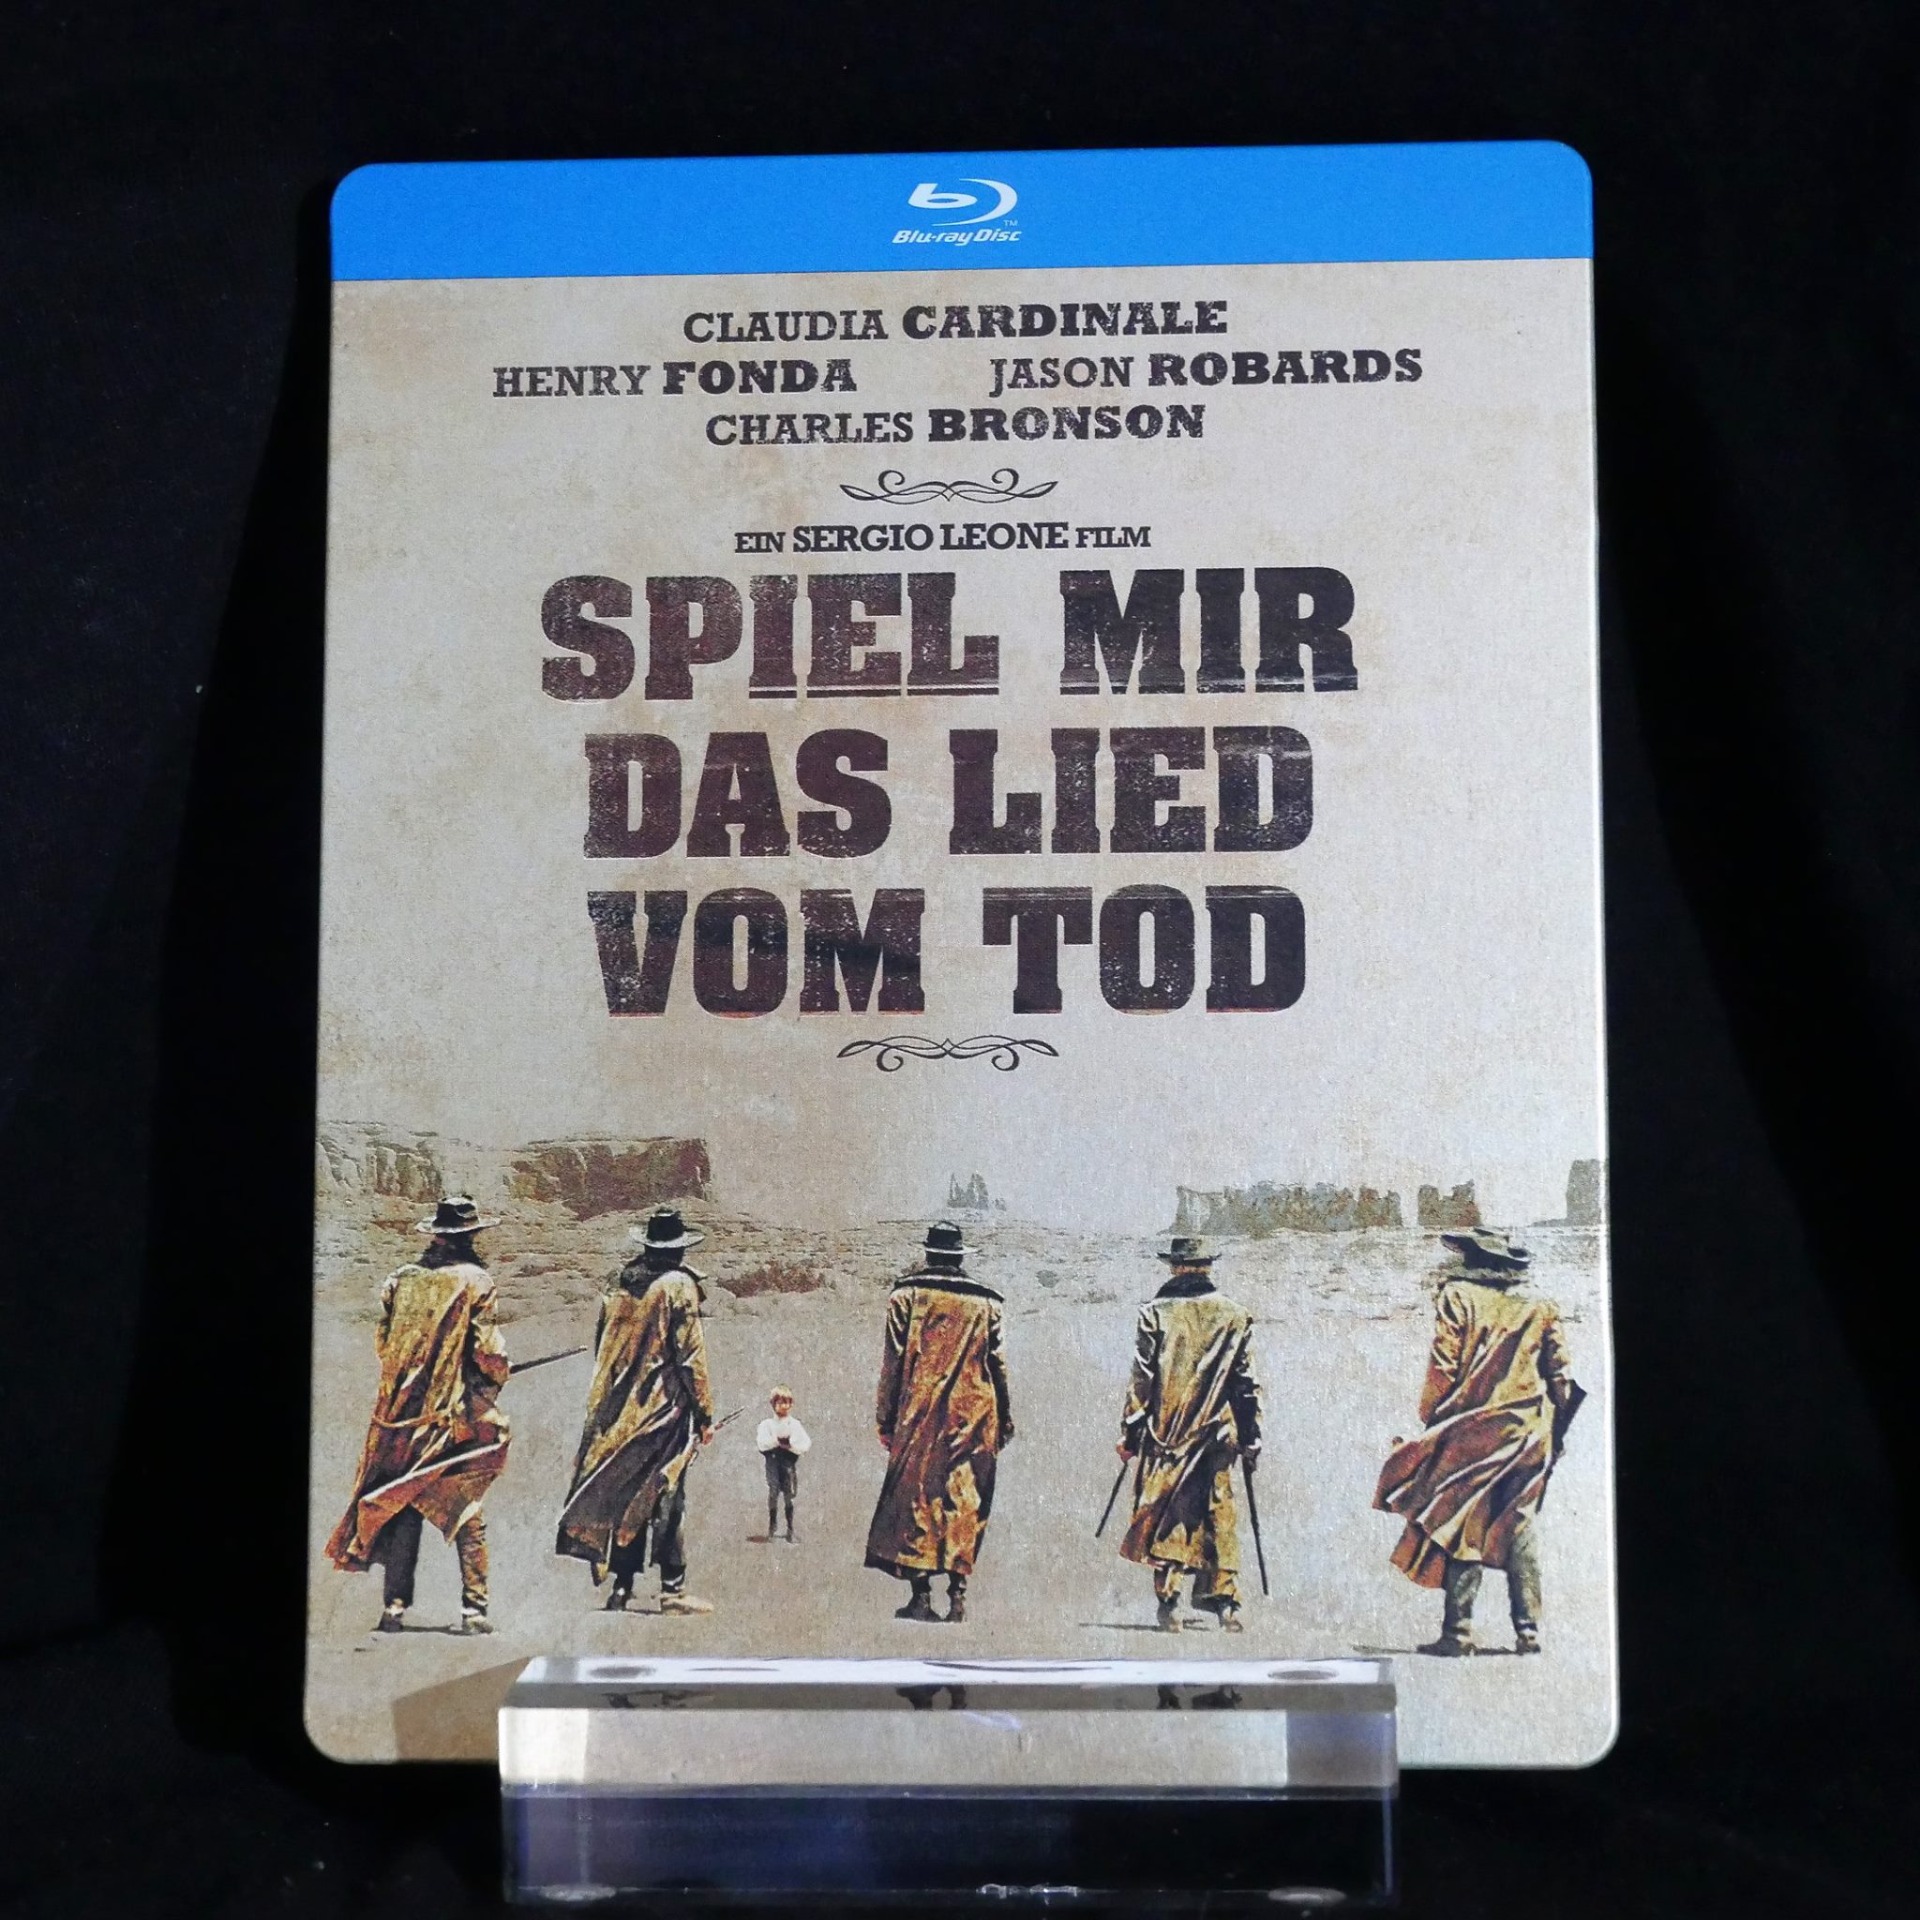 Blu-ray Disc™
CLAUDIA CARDINALE
HENRY FONDA JASON ROBARDS
CHARLES BRONSON
EIN SERGIO LEONE FILM
SPIEL MIR
DAS LIED
VOM TOD